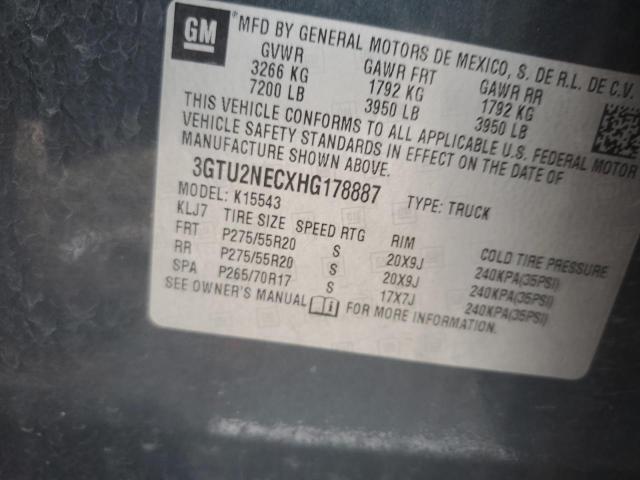 GM
MFD BY GENERAL MOTORS DE MEXICO, S. DE R.L. DE C.V.
GVWR GAWR FRT GAWR RR
3266 KG 1792 KG 1792 KG
7200 LB 3950 LB 3950 LB
THIS VEHICLE CONFORMS TO ALL APPLICABLE U.S. FEDERAL MOTOR
VEHICLE SAFETY STANDARDS IN EFFECT ON THE DATE OF
MANUFACTURE SHOWN ABOVE.
3GTU2NECXHG178887 TYPE: TRUCK
MODEL: K15543
KLJ7 TIRE SIZE SPEED RTG RIM COLD TIRE PRESSURE
FRT P275/55R20 S 20X9J 240KPA(35PSI)
RR P275/55R20 S 20X9J 240KPA(35PSI)
SPA P265/70R17 S 17X7J 240KPA(35PSI)
SEE OWNER'S MANUAL FOR MORE INFORMATION.